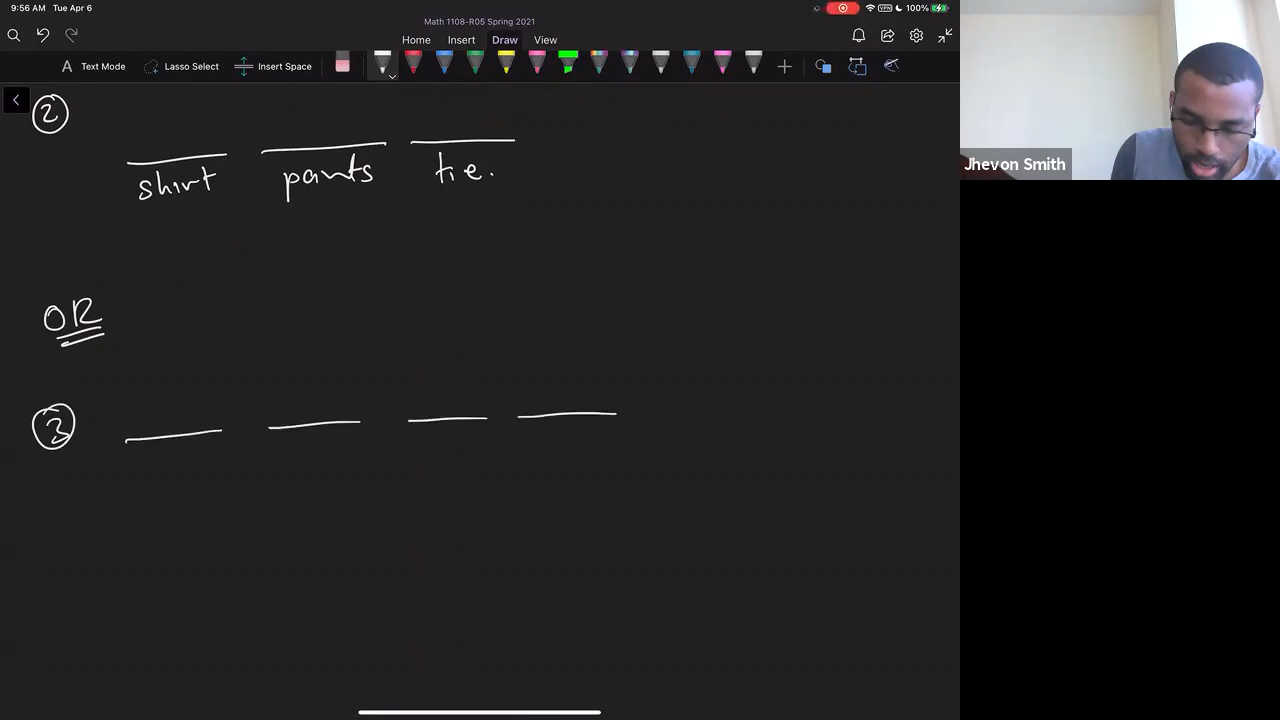 9:56 AM Tue Apr 6
VPN 100%
Math 1108-R05 Spring 2021
Home Insert Draw View
A Text Mode Lasso Select Insert Space
2
shirt pants tie.
OR
3
Jhevon Smith